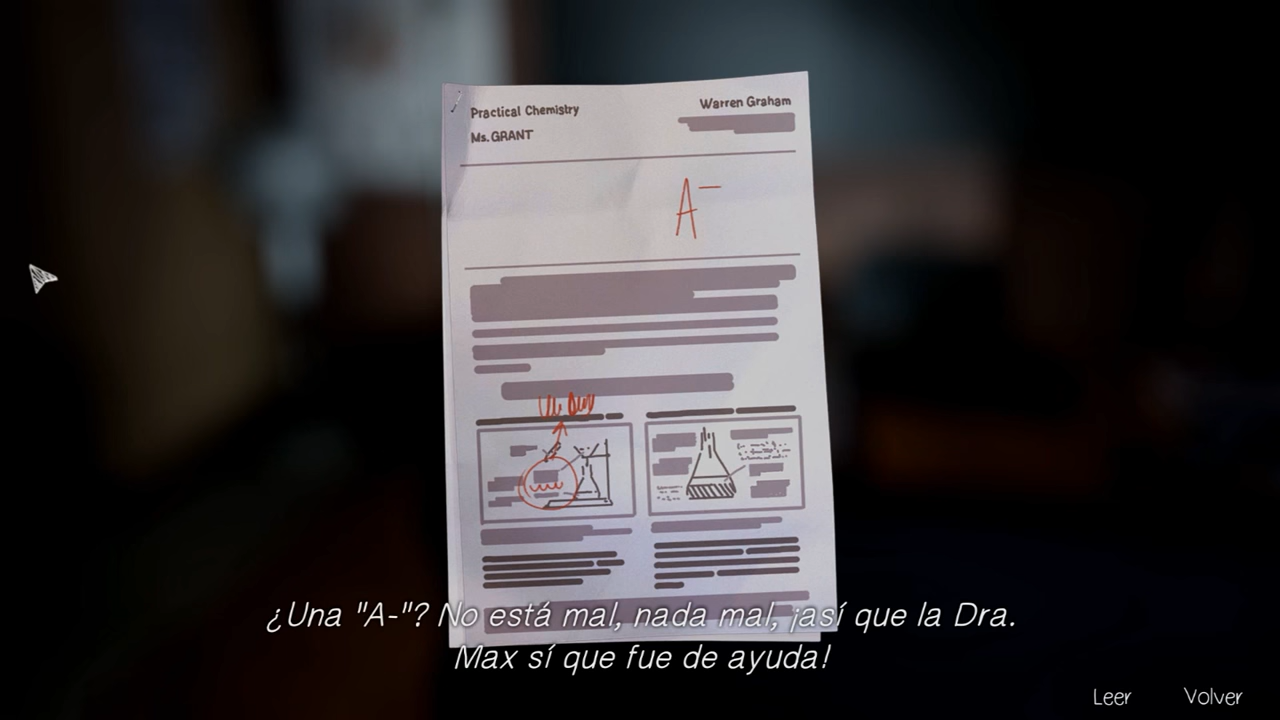 Practical Chemistry
Warren Graham
Ms. GRANT
A-
¿Una "A-"? No está mal, nada mal, ¡así que la Dra.
Max sí que fue de ayuda!
Leer
Volver